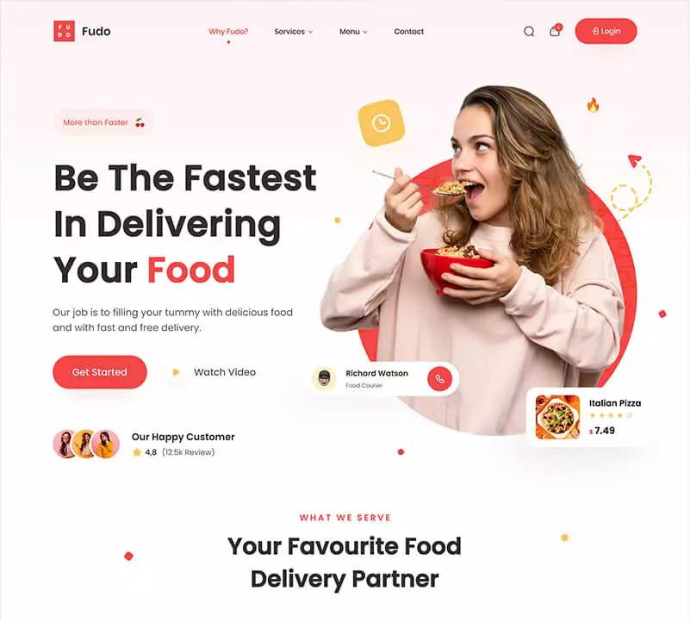 FU
DO
Fudo
Why Fudo?
Services
Menu
Contact
Login
More than Faster
Be The Fastest
In Delivering
Your Food
Our job is to filling your tummy with delicious food
and with fast and free delivery.
Get Started
Watch Video
Richard Watson
Food Courier
Italian Pizza
$ 7.49
Our Happy Customer
4,8 (12.5k Review)
WHAT WE SERVE
Your Favourite Food
Delivery Partner